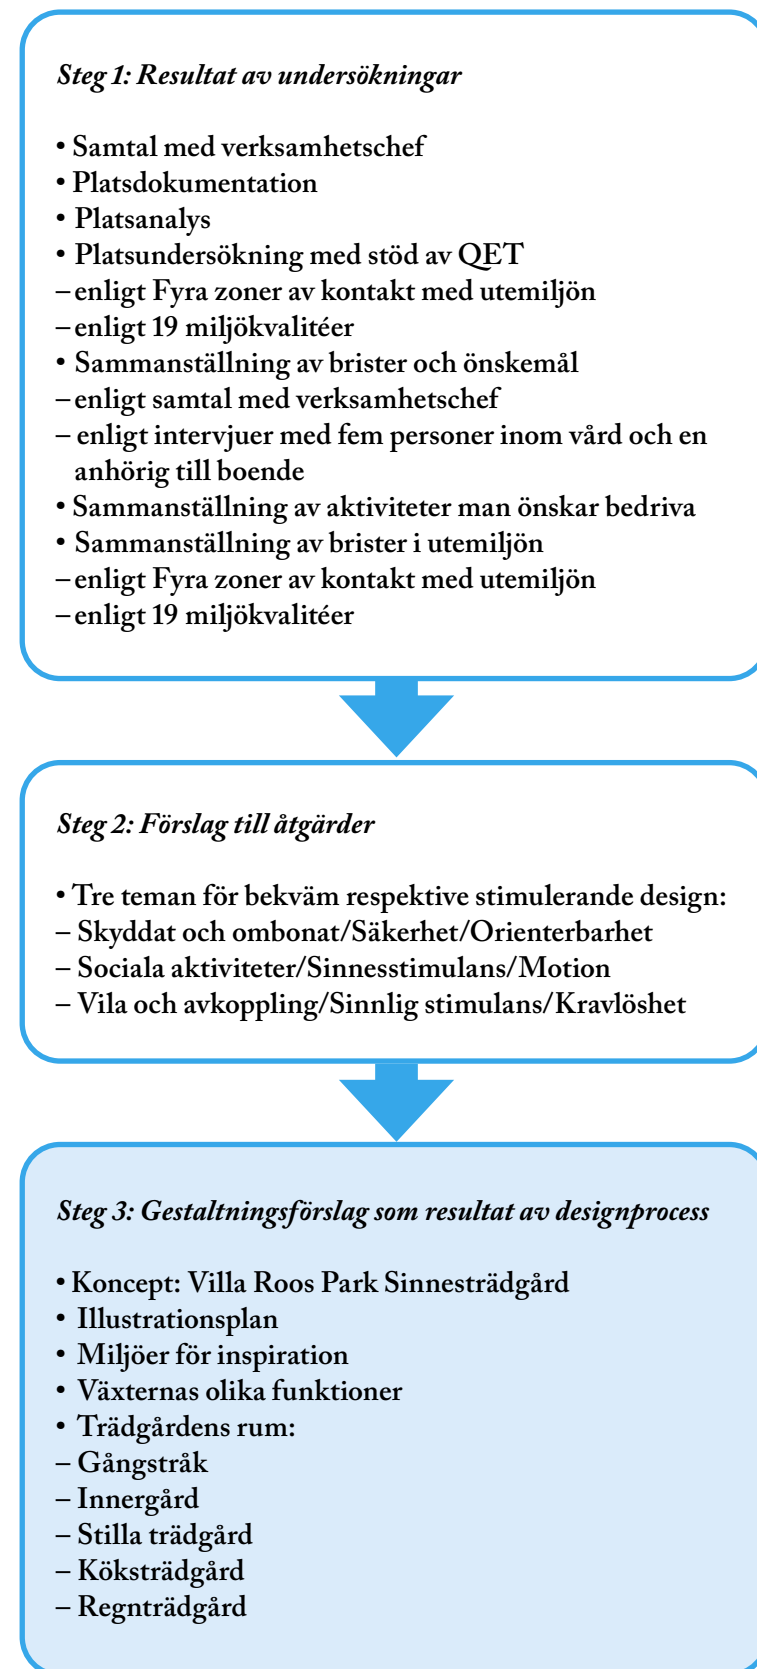 Steg 1: Resultat av undersökningar
• Samtal med verksamhetschef
• Platsdokumentation
• Platsanalys
• Platsundersökning med stöd av QET
– enligt Fyra zoner av kontakt med utemiljön
– enligt 19 miljökvalitéer
• Sammanställning av brister och önskemål
– enligt samtal med verksamhetschef
– enligt intervjuer med fem personer inom vård och en
anhörig till boende
• Sammanställning av aktiviteter man önskar bedriva
• Sammanställning av brister i utemiljön
– enligt Fyra zoner av kontakt med utemiljön
– enligt 19 miljökvalitéer
Steg 2: Förslag till åtgärder
• Tre teman för bekväm respektive stimulerande design:
– Skyddat och ombonat/Säkerhet/Orienterbarhet
– Sociala aktiviteter/Sinnesstimulans/Motion
– Vila och avkoppling/Sinnlig stimulans/Kravlöshet
Steg 3: Gestaltningsförslag som resultat av designprocess
• Koncept: Villa Roos Park Sinnesträdgård
• Illustrationsplan
• Miljöer för inspiration
• Växternas olika funktioner
• Trädgårdens rum:
– Gångstråk
– Innergård
– Stilla trädgård
– Köksträdgård
– Regnträdgård